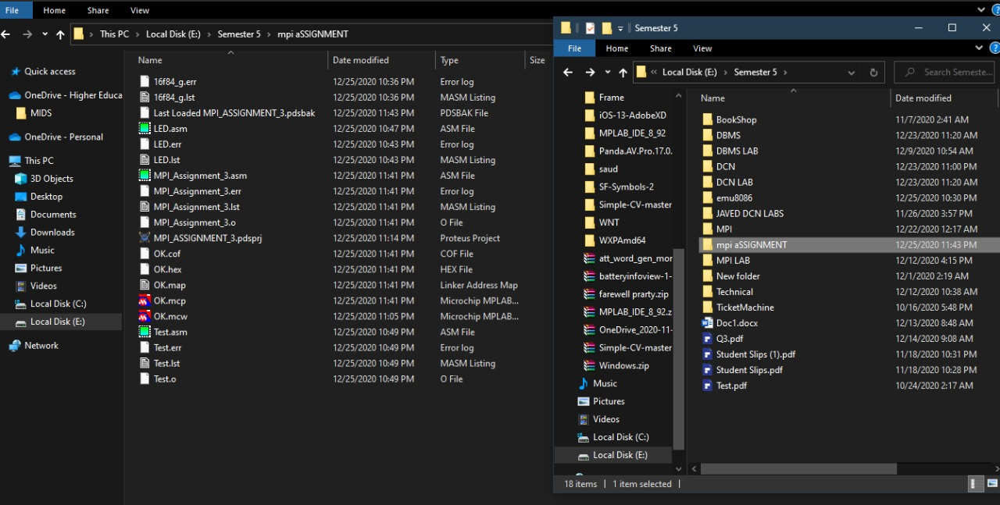 File Home Share View
This PC > Local Disk (E:) > Semester 5 > mpi aSSIGNMENT
Name Date modified Type Size
Quick access
OneDrive - Higher Educa
MIDS
OneDrive - Personal
This PC
3D Objects
Desktop
Documents
Downloads
Music
Pictures
Videos
Local Disk (C:)
Local Disk (E:)
Network
16f84_g.err 12/25/2020 10:36 PM Error log
16f84_g.lst 12/25/2020 10:36 PM MASM Listing
Last Loaded MPI_ASSIGNMENT_3.pdsbak 12/25/2020 11:43 PM PDSBAK File
LED.asm 12/25/2020 10:47 PM ASM File
LED.err 12/25/2020 10:43 PM Error log
LED.lst 12/25/2020 10:43 PM MASM Listing
MPI_Assignment_3.asm 12/25/2020 11:41 PM ASM File
MPI_Assignment_3.err 12/25/2020 11:41 PM Error log
MPI_Assignment_3.lst 12/25/2020 11:41 PM MASM Listing
MPI_Assignment_3.o 12/25/2020 11:41 PM O File
MPI_ASSIGNMENT_3.pdsprj 12/25/2020 11:14 PM Proteus Project
OK.cof 12/25/2020 11:41 PM COF File
OK.hex 12/25/2020 11:41 PM HEX File
OK.map 12/25/2020 11:41 PM Linker Address Map
OK.mcp 12/25/2020 11:41 PM Microchip MPLAB...
OK.mcw 12/25/2020 11:05 PM Microchip MPLAB...
Test.asm 12/25/2020 10:49 PM ASM File
Test.err 12/25/2020 10:49 PM Error log
Test.lst 12/25/2020 10:49 PM MASM Listing
Test.o 12/25/2020 10:49 PM O File
Semester 5
File Home Share View
« Local Disk (E:) > Semester 5 >
Search Semeste...
Frame
iOS-13-AdobeXD
MPLAB_IDE_8_92
Panda.AV.Pro.17.0.
saud
SF-Symbols-2
Simple-CV-master
WNT
WXPAmd64
att_word_gen_mor
batteryinfoview-1-
farewell prarty.zip
MPLAB_IDE_8_92.z
OneDrive_2020-11-
Simple-CV-master
Windows.zip
Music
Pictures
Videos
Local Disk (C:)
Local Disk (E:)
Name Date modified
BookShop 11/7/2020 2:41 AM
DBMS 12/23/2020 11:20 AM
DBMS LAB 12/9/2020 10:54 AM
DCN 12/23/2020 11:00 PM
DCN LAB 12/23/2020 11:20 AM
emu8086 12/25/2020 10:30 PM
JAVED DCN LABS 11/26/2020 3:57 PM
MPI 12/22/2020 12:17 AM
mpi aSSIGNMENT 12/25/2020 11:43 PM
MPI LAB 12/12/2020 4:15 PM
New folder 12/1/2020 2:19 AM
Technical 12/12/2020 10:38 AM
TicketMachine 10/16/2020 5:48 PM
Doc1.docx 12/13/2020 8:48 AM
Q3.pdf 12/14/2020 9:08 AM
Student Slips (1).pdf 11/18/2020 10:31 PM
Student Slips.pdf 11/18/2020 10:28 PM
Test.pdf 10/24/2020 2:17 AM
18 items | 1 item selected |